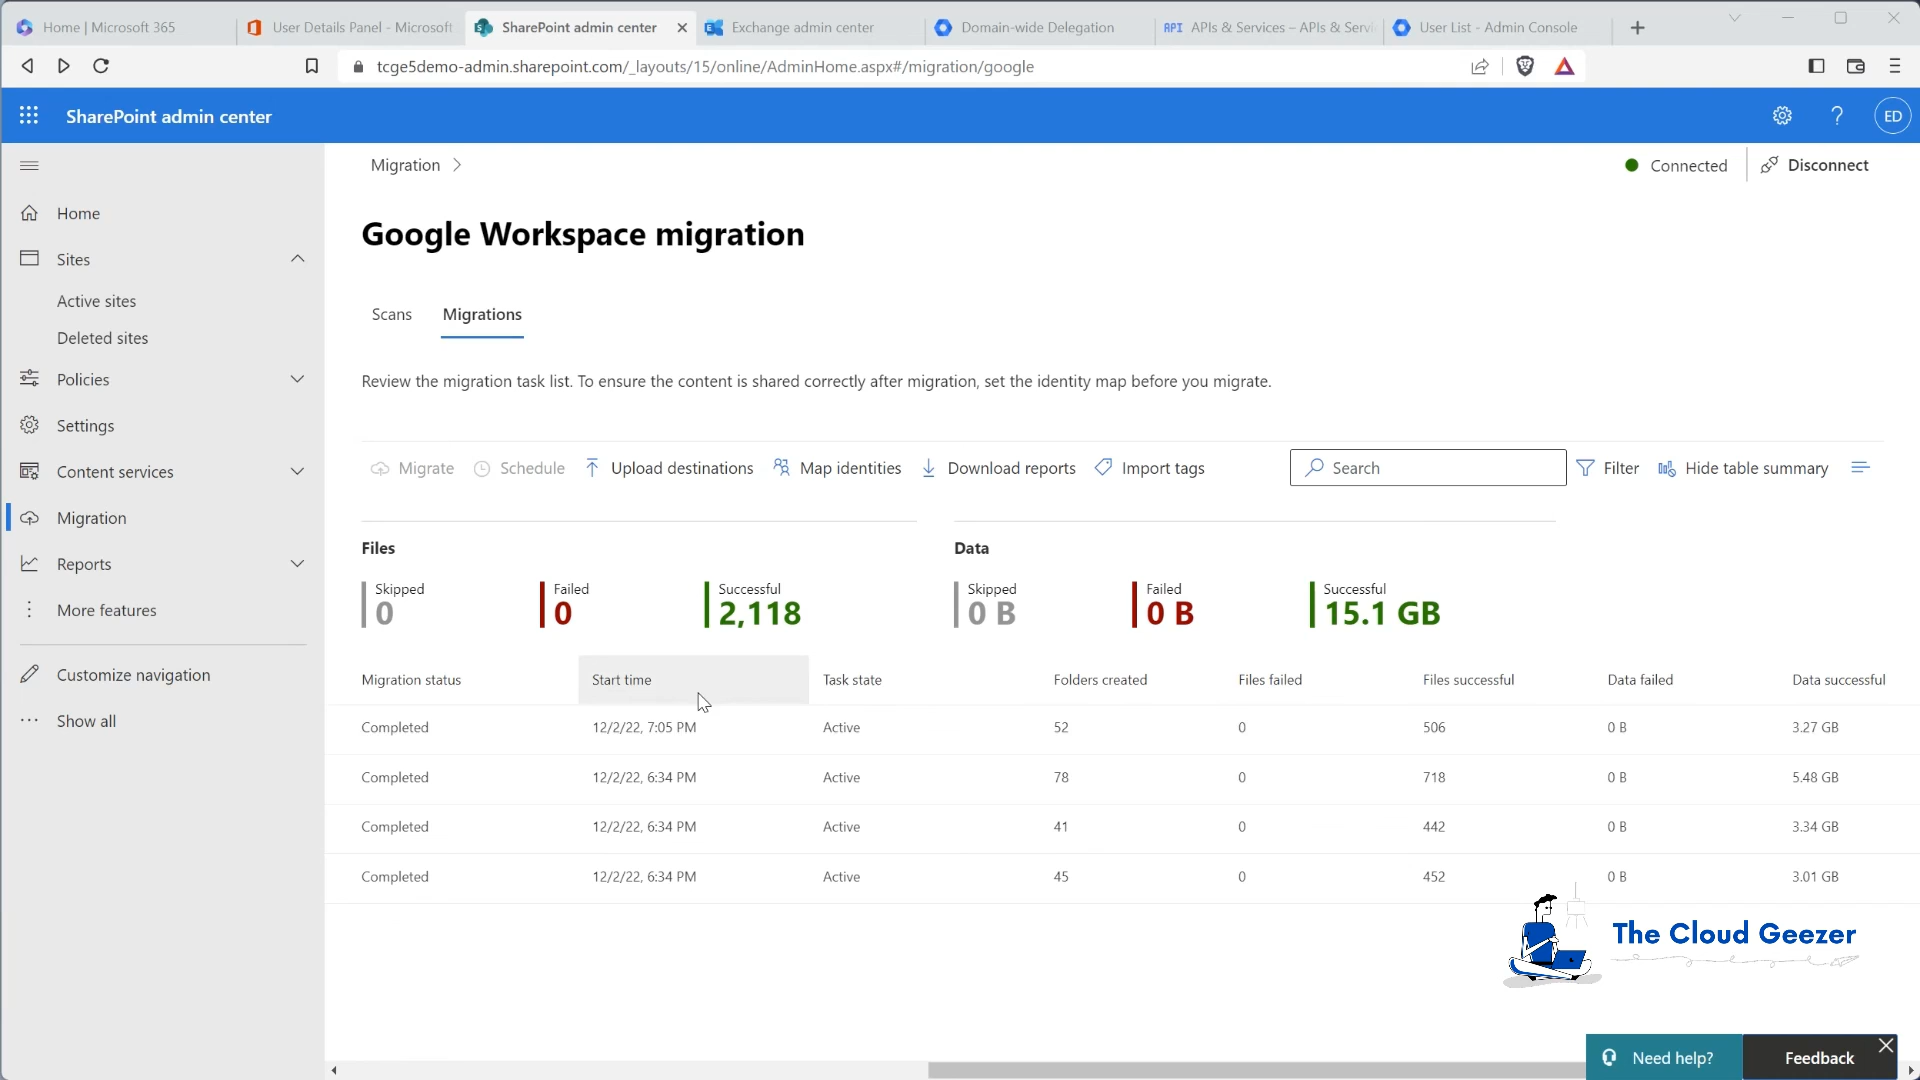 Home | Microsoft 365
User Details Panel - Microsoft
SharePoint admin center
Exchange admin center
Domain-wide Delegation
API APIs & Services – APIs & Servi
User List - Admin Console
tcge5demo-admin.sharepoint.com/_layouts/15/online/AdminHome.aspx#/migration/google
SharePoint admin center
? ED
Migration
Connected
Disconnect
Home
Sites
Active sites
Deleted sites
Policies
Settings
Content services
Migration
Reports
More features
Customize navigation
Show all
Google Workspace migration
Scans Migrations
Review the migration task list. To ensure the content is shared correctly after migration, set the identity map before you migrate.
Migrate Schedule Upload destinations Map identities Download reports Import tags Search Filter Hide table summary
Files Data
Skipped Failed Successful Skipped Failed Successful
0 0 2,118 0 B 0 B 15.1 GB
Migration status Start time Task state Folders created Files failed Files successful Data failed Data successful
Completed 12/2/22, 7:05 PM Active 52 0 506 0 B 3.27 GB
Completed 12/2/22, 6:34 PM Active 78 0 718 0 B 5.48 GB
Completed 12/2/22, 6:34 PM Active 41 0 442 0 B 3.34 GB
Completed 12/2/22, 6:34 PM Active 45 0 452 0 B 3.01 GB
The Cloud Geezer
Need help? Feedback